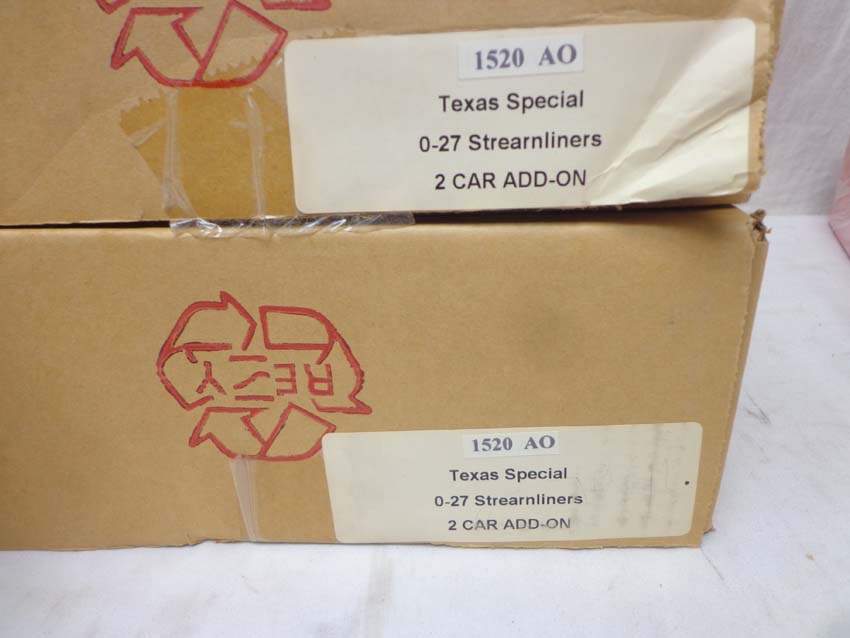 1520 AO
Texas Special
0-27 Strearnliners
2 CAR ADD-ON
RESY
1520 AO
Texas Special
0-27 Strearnliners
2 CAR ADD-ON